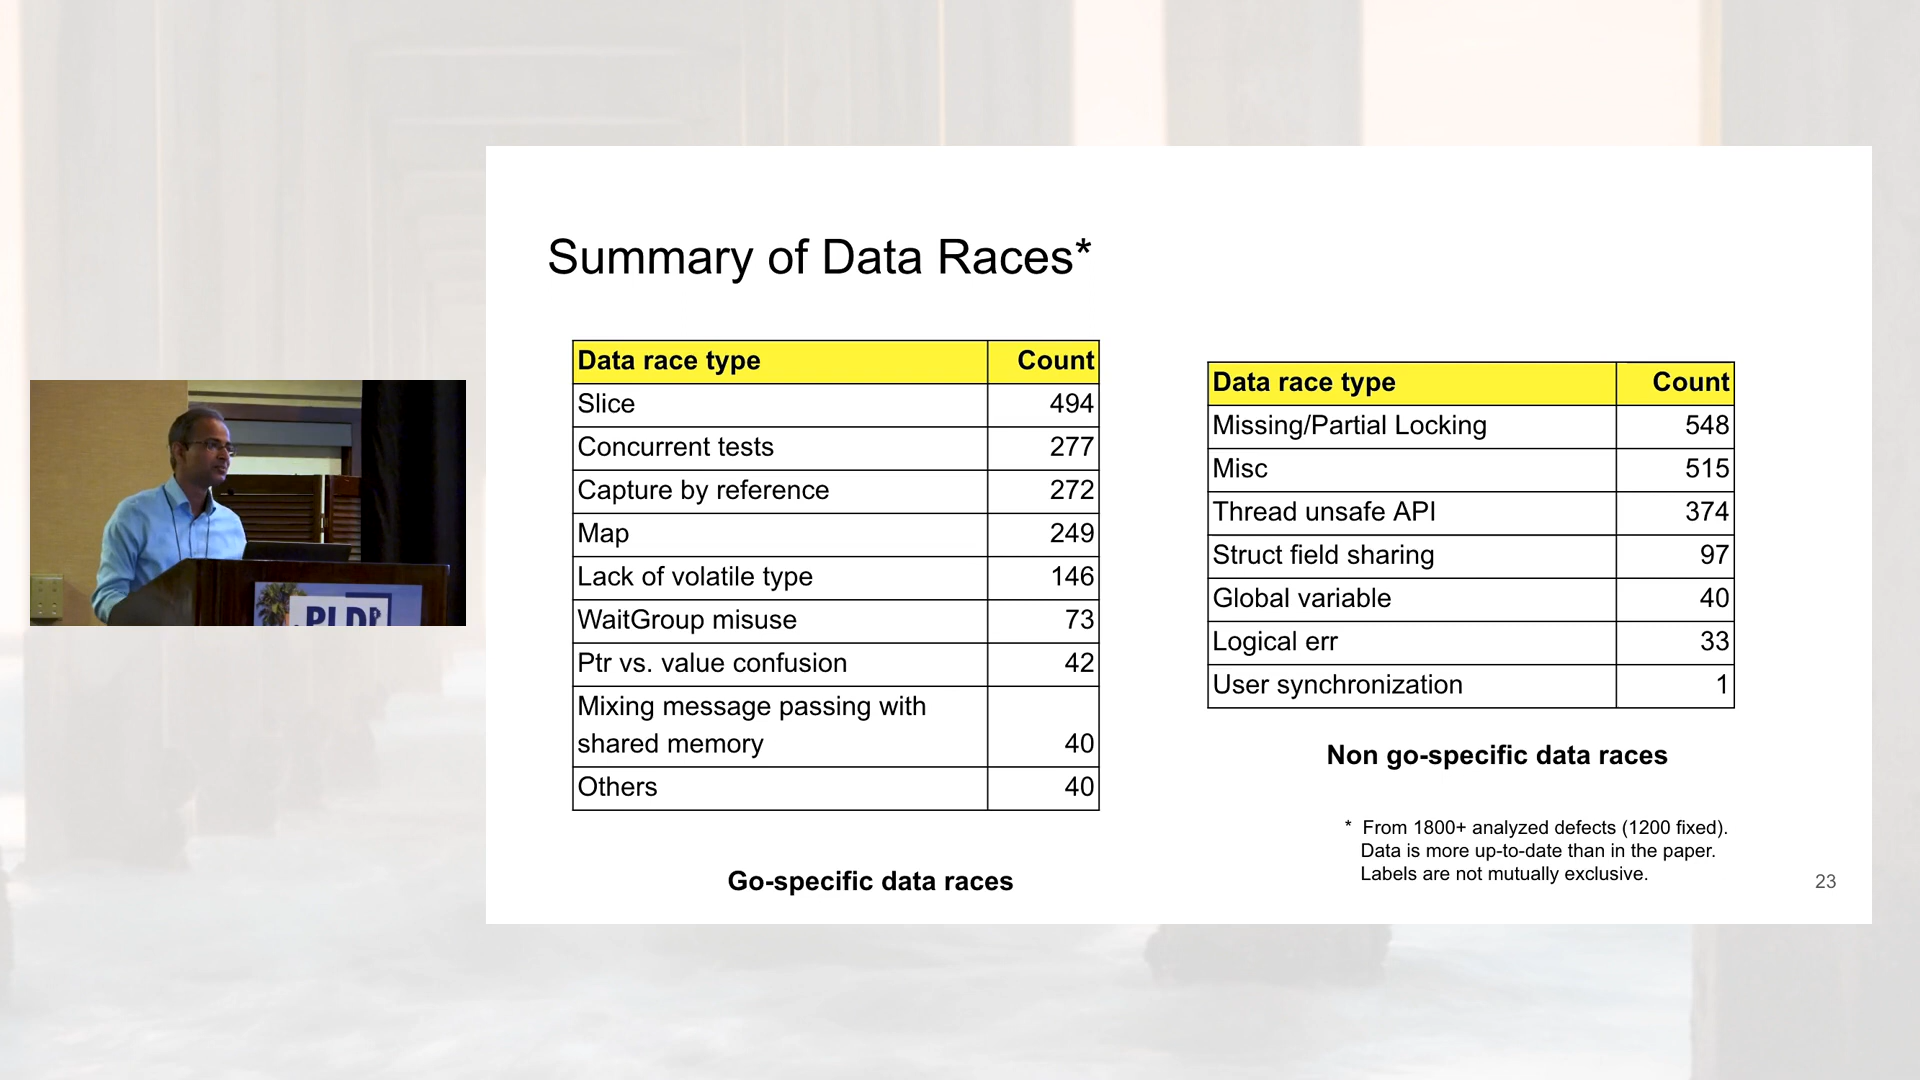 Summary of Data Races*
Data race type Count
Slice 494
Concurrent tests 277
Capture by reference 272
Map 249
Lack of volatile type 146
WaitGroup misuse 73
Ptr vs. value confusion 42
Mixing message passing with
shared memory 40
Others 40
Go-specific data races
Data race type Count
Missing/Partial Locking 548
Misc 515
Thread unsafe API 374
Struct field sharing 97
Global variable 40
Logical err 33
User synchronization 1
Non go-specific data races
* From 1800+ analyzed defects (1200 fixed).
Data is more up-to-date than in the paper.
Labels are not mutually exclusive.
23
PLDI